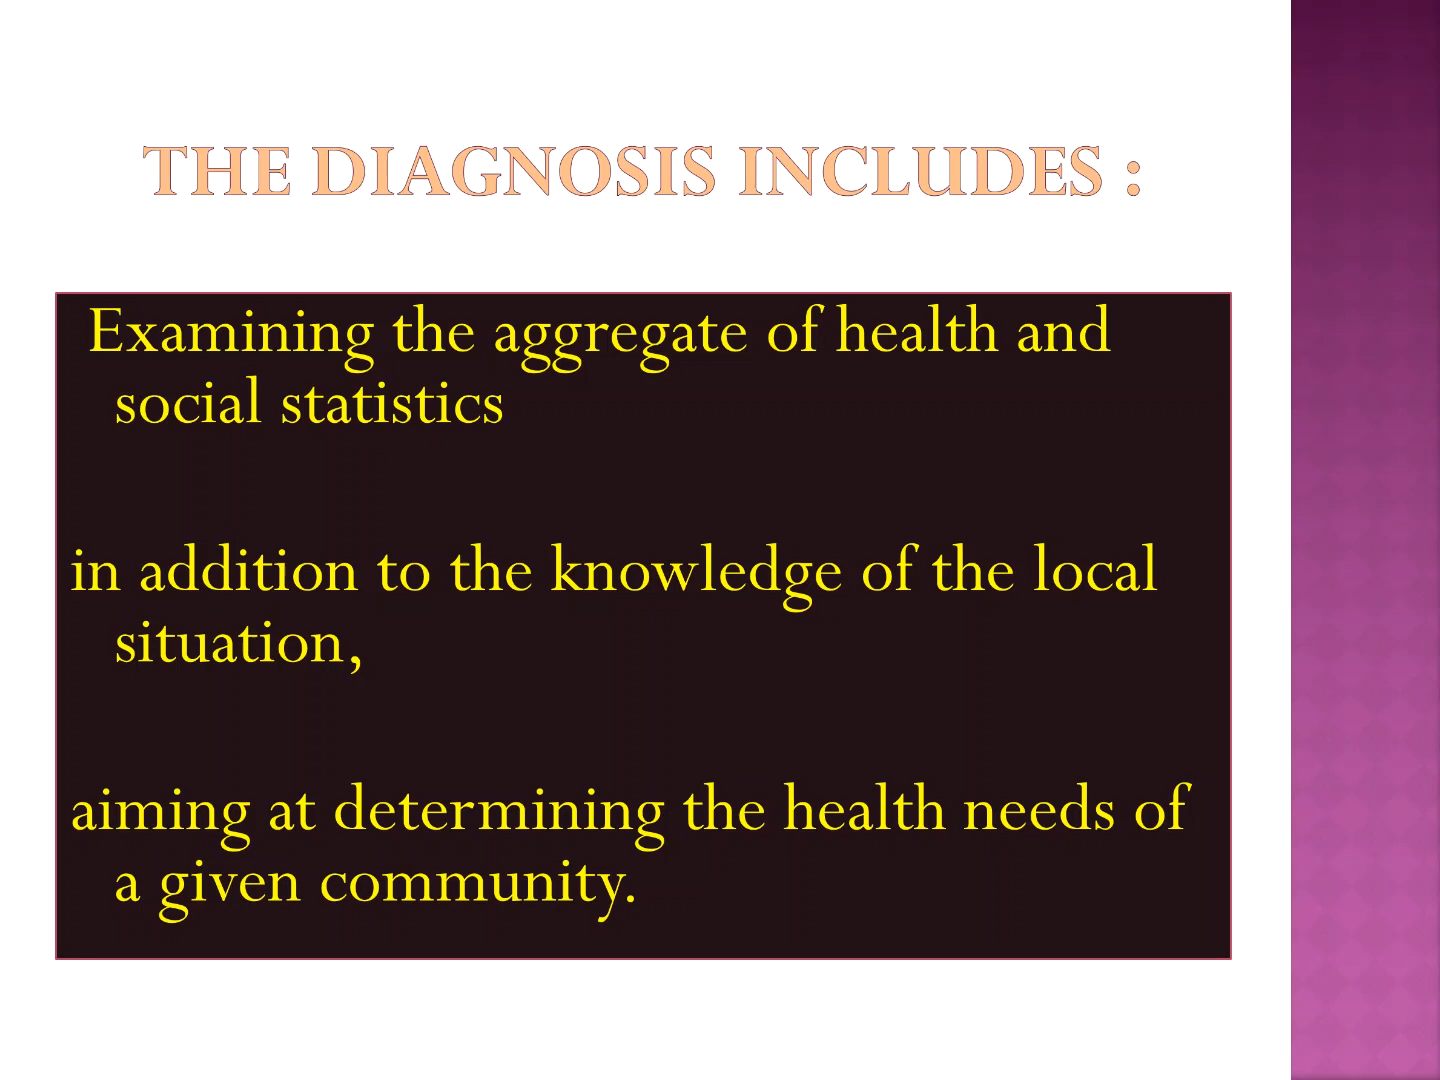 THE DIAGNOSIS INCLUDES :
Examining the aggregate of health and
social statistics
in addition to the knowledge of the local
situation,
aiming at determining the health needs of
a given community.